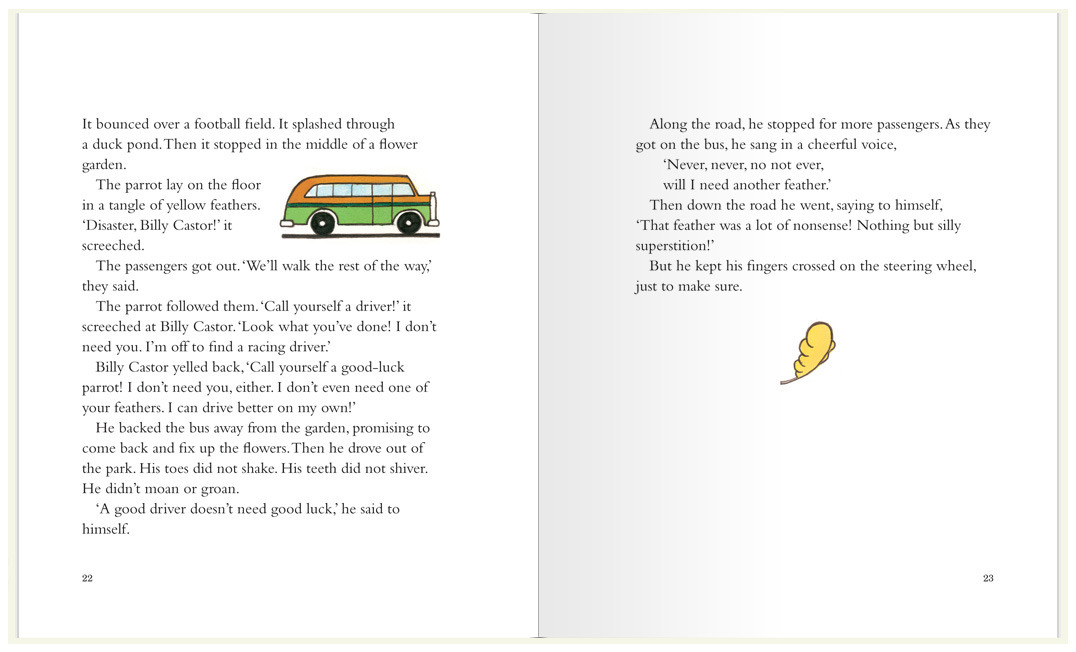 It bounced over a football field. It splashed through
a duck pond. Then it stopped in the middle of a flower
garden.
The parrot lay on the floor
in a tangle of yellow feathers.
‘Disaster, Billy Castor!’ it
screeched.
The passengers got out. ‘We’ll walk the rest of the way,’
they said.
The parrot followed them. ‘Call yourself a driver!’ it
screeched at Billy Castor. ‘Look what you’ve done! I don’t
need you. I’m off to find a racing driver.’
Billy Castor yelled back, ‘Call yourself a good-luck
parrot! I don’t need you, either. I don’t even need one of
your feathers. I can drive better on my own!’
He backed the bus away from the garden, promising to
come back and fix up the flowers. Then he drove out of
the park. His toes did not shake. His teeth did not shiver.
He didn’t moan or groan.
‘A good driver doesn’t need good luck,’ he said to
himself.
22
Along the road, he stopped for more passengers. As they
got on the bus, he sang in a cheerful voice,
‘Never, never, no not ever,
will I need another feather.’
Then down the road he went, saying to himself,
‘That feather was a lot of nonsense! Nothing but silly
superstition!’
But he kept his fingers crossed on the steering wheel,
just to make sure.
23